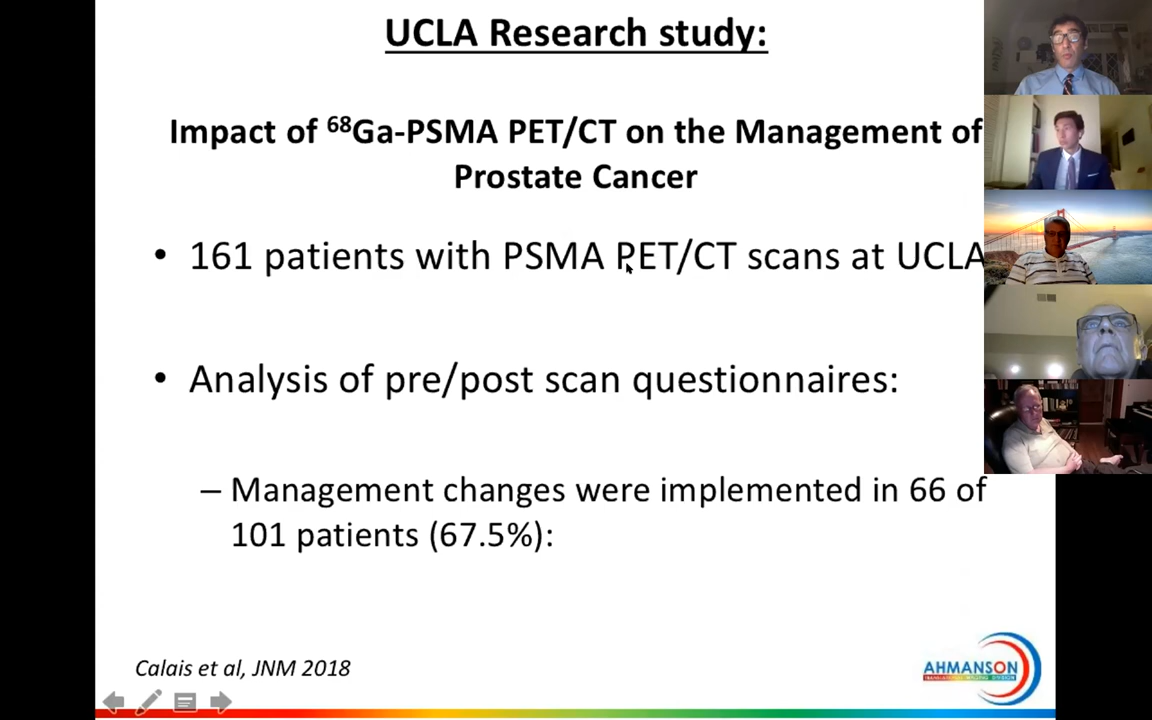 UCLA Research study:
Impact of ⁶⁸Ga-PSMA PET/CT on the Management of
Prostate Cancer
• 161 patients with PSMA PET/CT scans at UCLA
• Analysis of pre/post scan questionnaires:
– Management changes were implemented in 66 of
101 patients (67.5%):
Calais et al, JNM 2018
AHMANSON